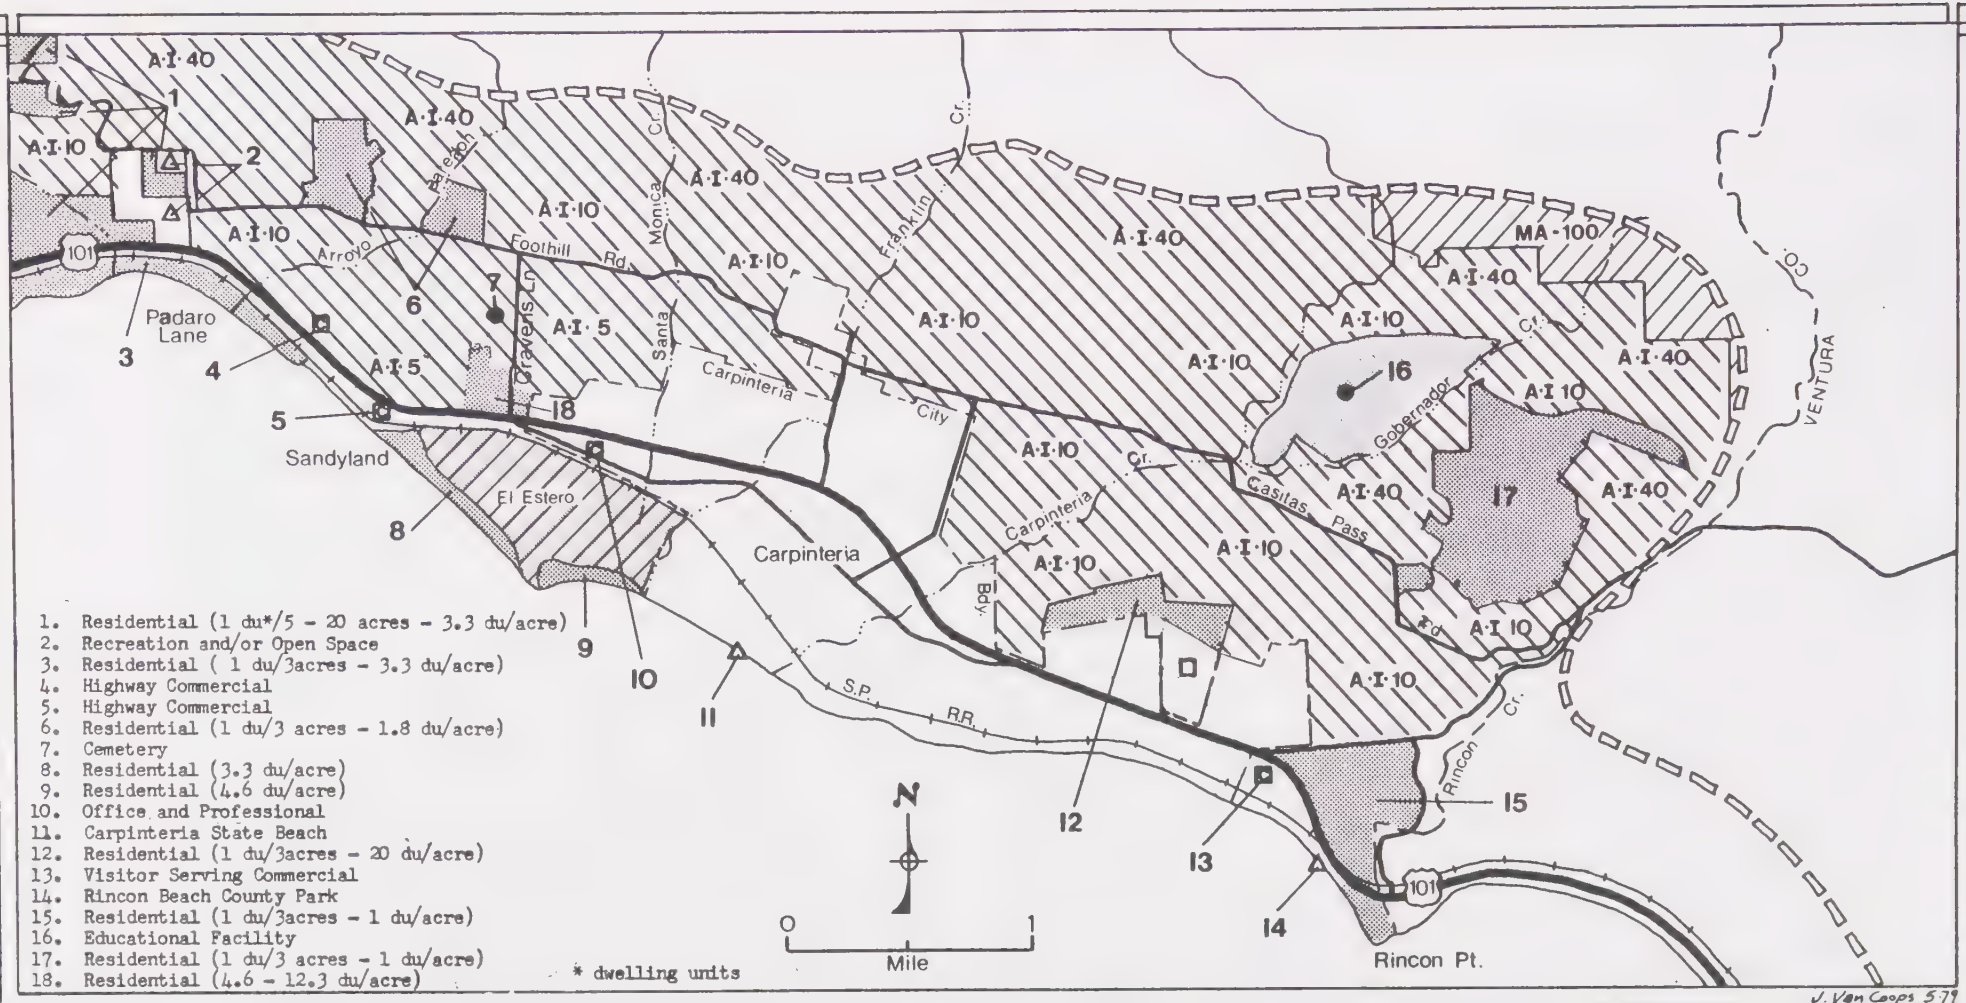 A-I-40
1
A-I-40
A-I-10
2
Paredon
Cr.
Cr.
A-I-40
A-I-10
A-I-10
Arroyo
Foothill Rd.
Monica
Franklin
A-I-40
MA-100
A-I-10
A-I-40
CO.
101
Padaro
Lane
3
4
6
7
Cravens Ln
A-I-5
Santa
A-I-10
A-I-10
Cr.
A-I-10
A-I-40
VENTURA
A-I-5
Carpinteria
City
16
Gobernador
A-I 10
5
18
Sandyland
El Estero
8
A-I-10
Cr.
Casitas
Pass
A-I-40
17
A-I-40
Carpinteria
Carpinteria
A-I-10
A-I-10
Bdy.
Rd
A-I 10
9
10
11
S.P.
R.R.
A-I-10
Cr.
Rincon
12
13
15
14
101
Rincon Pt.
1. Residential (1 du*/5 - 20 acres - 3.3 du/acre)
2. Recreation and/or Open Space
3. Residential ( 1 du/3acres - 3.3 du/acre)
4. Highway Commercial
5. Highway Commercial
6. Residential (1 du/3 acres - 1.8 du/acre)
7. Cemetery
8. Residential (3.3 du/acre)
9. Residential (4.6 du/acre)
10. Office and Professional
11. Carpinteria State Beach
12. Residential (1 du/3acres - 20 du/acre)
13. Visitor Serving Commercial
14. Rincon Beach County Park
15. Residential (1 du/3acres - 1 du/acre)
16. Educational Facility
17. Residential (1 du/3 acres - 1 du/acre)
18. Residential (4.6 - 12.3 du/acre)
* dwelling units
N
0 1
Mile
J. Van Coops 5-79